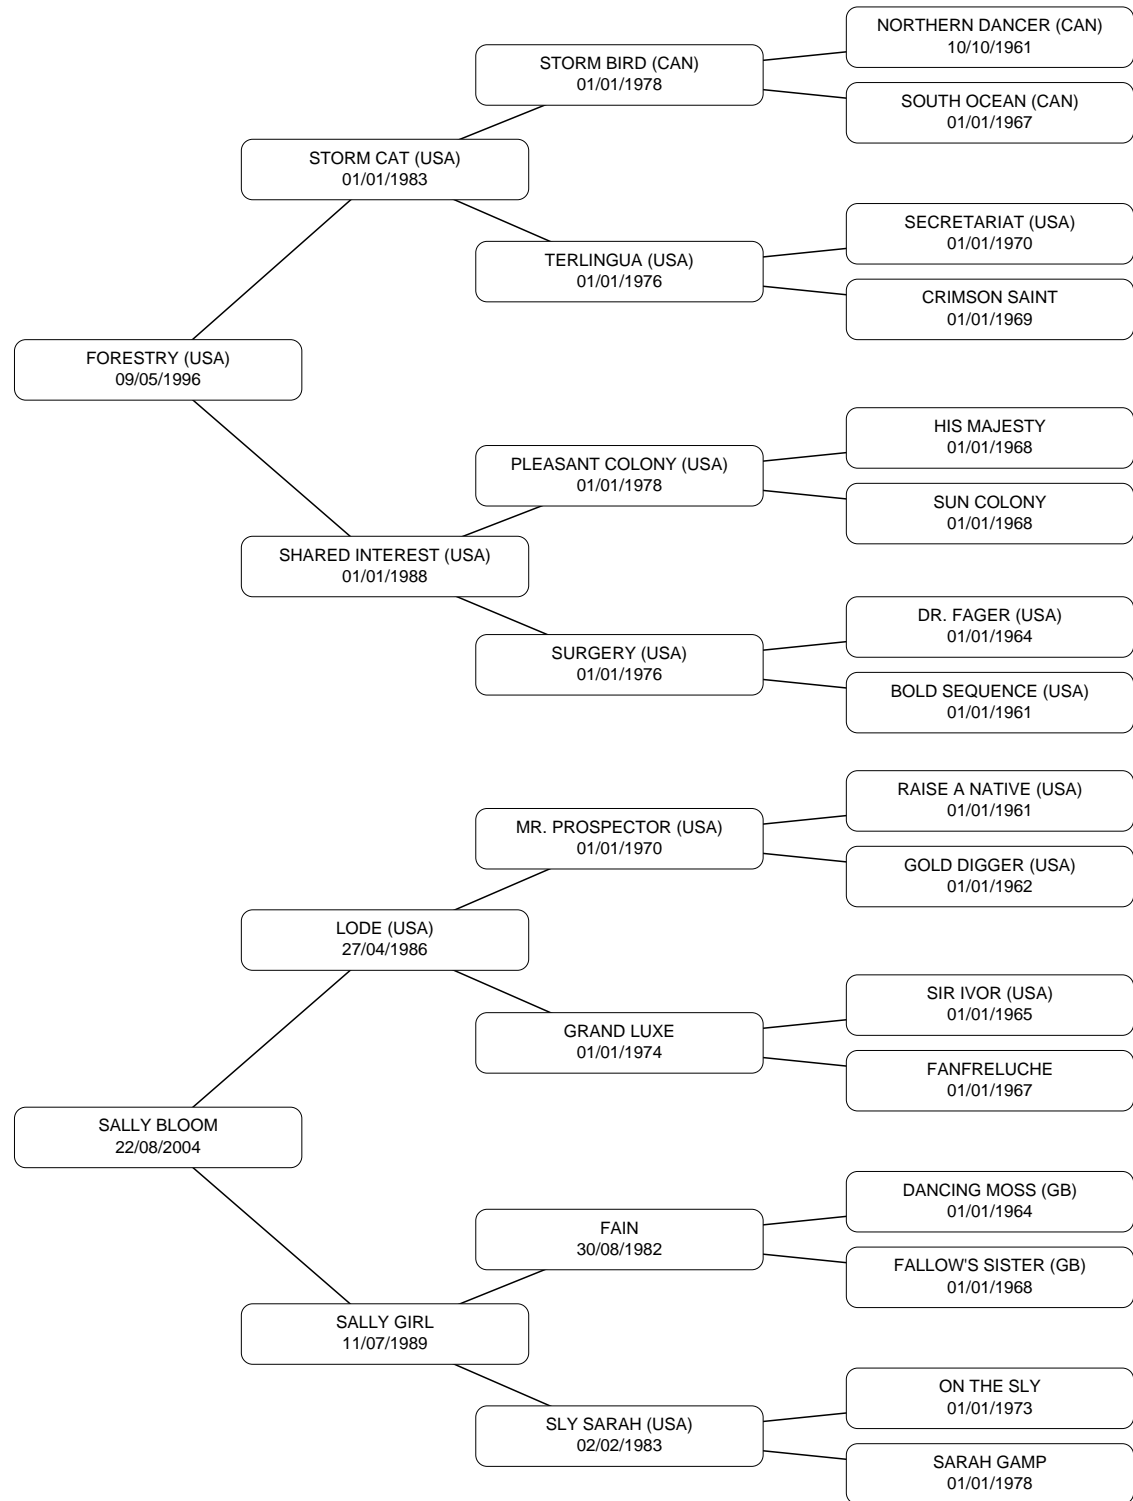 NORTHERN DANCER (CAN)
10/10/1961
STORM BIRD (CAN)
01/01/1978
SOUTH OCEAN (CAN)
01/01/1967
STORM CAT (USA)
01/01/1983
SECRETARIAT (USA)
01/01/1970
TERLINGUA (USA)
01/01/1976
CRIMSON SAINT
01/01/1969
FORESTRY (USA)
09/05/1996
HIS MAJESTY
01/01/1968
PLEASANT COLONY (USA)
01/01/1978
SUN COLONY
01/01/1968
SHARED INTEREST (USA)
01/01/1988
DR. FAGER (USA)
01/01/1964
SURGERY (USA)
01/01/1976
BOLD SEQUENCE (USA)
01/01/1961
RAISE A NATIVE (USA)
01/01/1961
MR. PROSPECTOR (USA)
01/01/1970
GOLD DIGGER (USA)
01/01/1962
LODE (USA)
27/04/1986
SIR IVOR (USA)
01/01/1965
GRAND LUXE
01/01/1974
FANFRELUCHE
01/01/1967
SALLY BLOOM
22/08/2004
DANCING MOSS (GB)
01/01/1964
FAIN
30/08/1982
FALLOW'S SISTER (GB)
01/01/1968
SALLY GIRL
11/07/1989
ON THE SLY
01/01/1973
SLY SARAH (USA)
02/02/1983
SARAH GAMP
01/01/1978